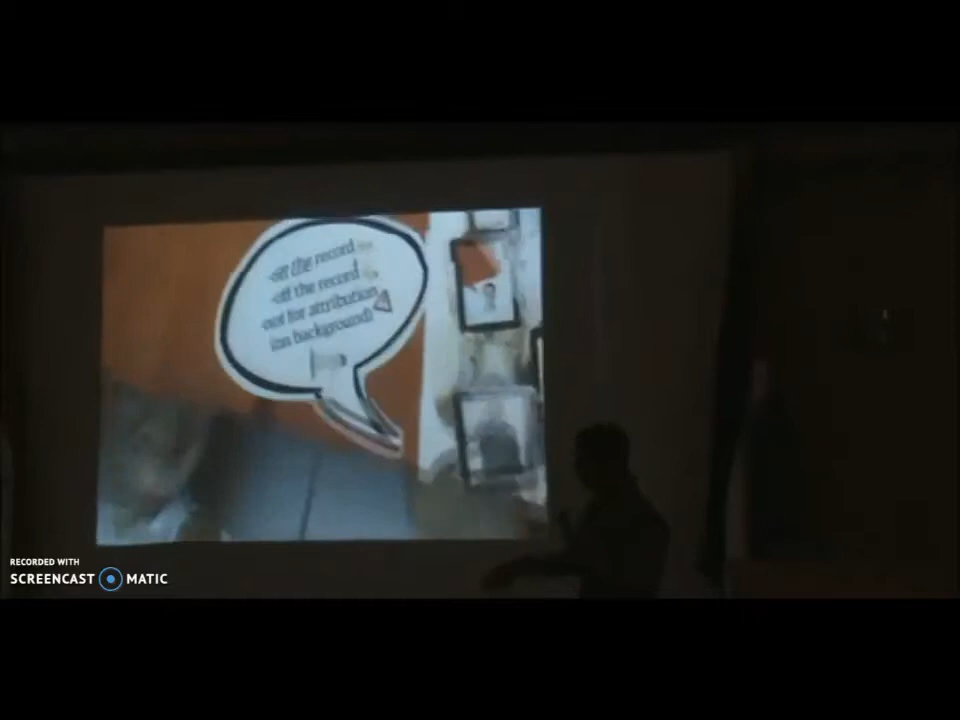 -off the record
-off the record
-not for attribution
(on background)
RECORDED WITH
SCREENCAST MATIC